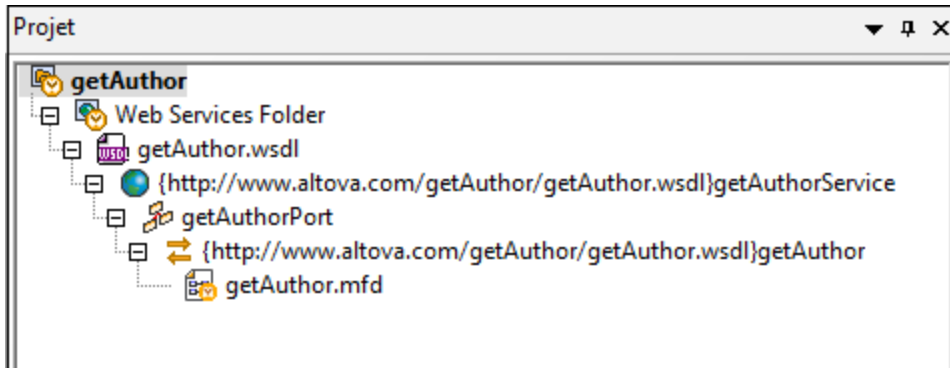 Projet
getAuthor
Web Services Folder
WSDL
getAuthor.wsdl
{http://www.altova.com/getAuthor/getAuthor.wsdl}getAuthorService
getAuthorPort
{http://www.altova.com/getAuthor/getAuthor.wsdl}getAuthor
getAuthor.mfd